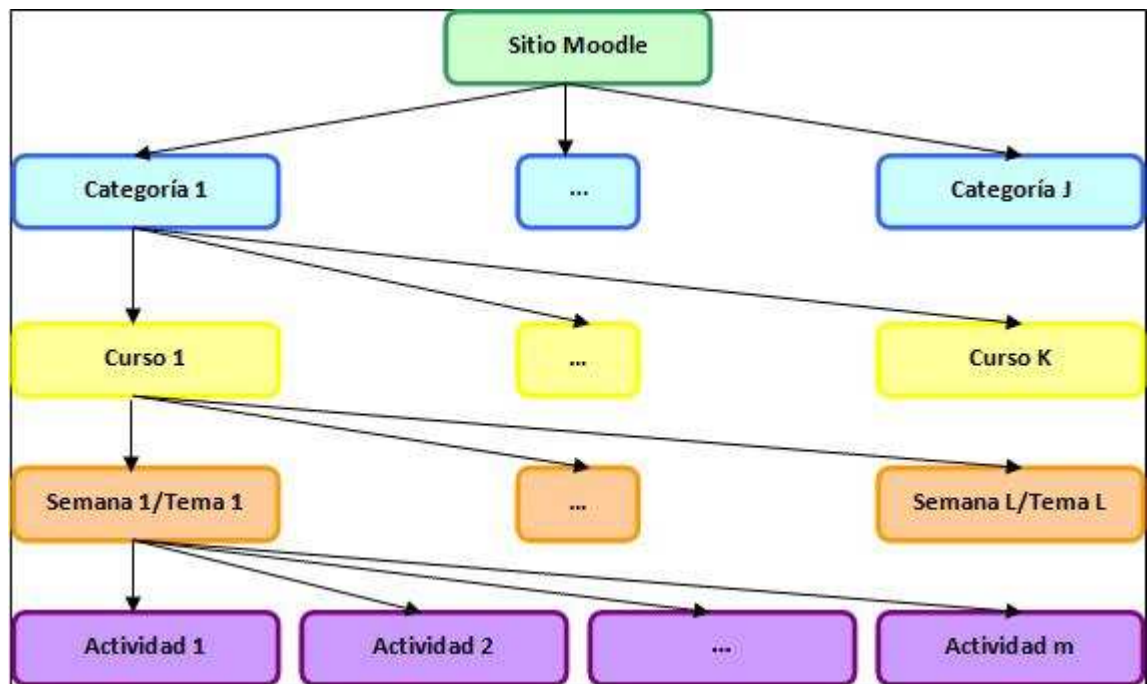 Sitio Moodle
Categoría 1
...
Categoría J
Curso 1
...
Curso K
Semana 1/Tema 1
...
Semana L/Tema L
Actividad 1
Actividad 2
...
Actividad m